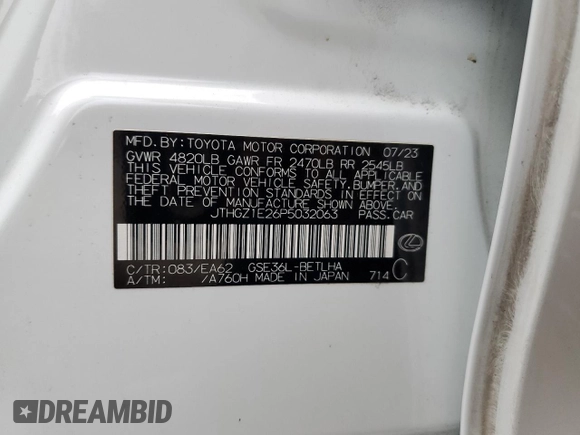 MFD.BY:TOYOTA MOTOR CORPORATION 07/23
GVWR 4820LB GAWR FR 2470LB RR 2545LB
THIS VEHICLE CONFORMS TO ALL APPLICABLE
FEDERAL MOTOR VEHICLE SAFETY,BUMPER,AND
THEFT PREVENTION STANDARDS IN EFFECT ON
THE DATE OF MANUFACTURE SHOWN ABOVE.
JTHGZ1E26P5032063 PASS.CAR
C/TR:083/EA62 GSE36L-BETLHA
A/TM: /A760H MADE IN JAPAN 714 C
DREAMBID